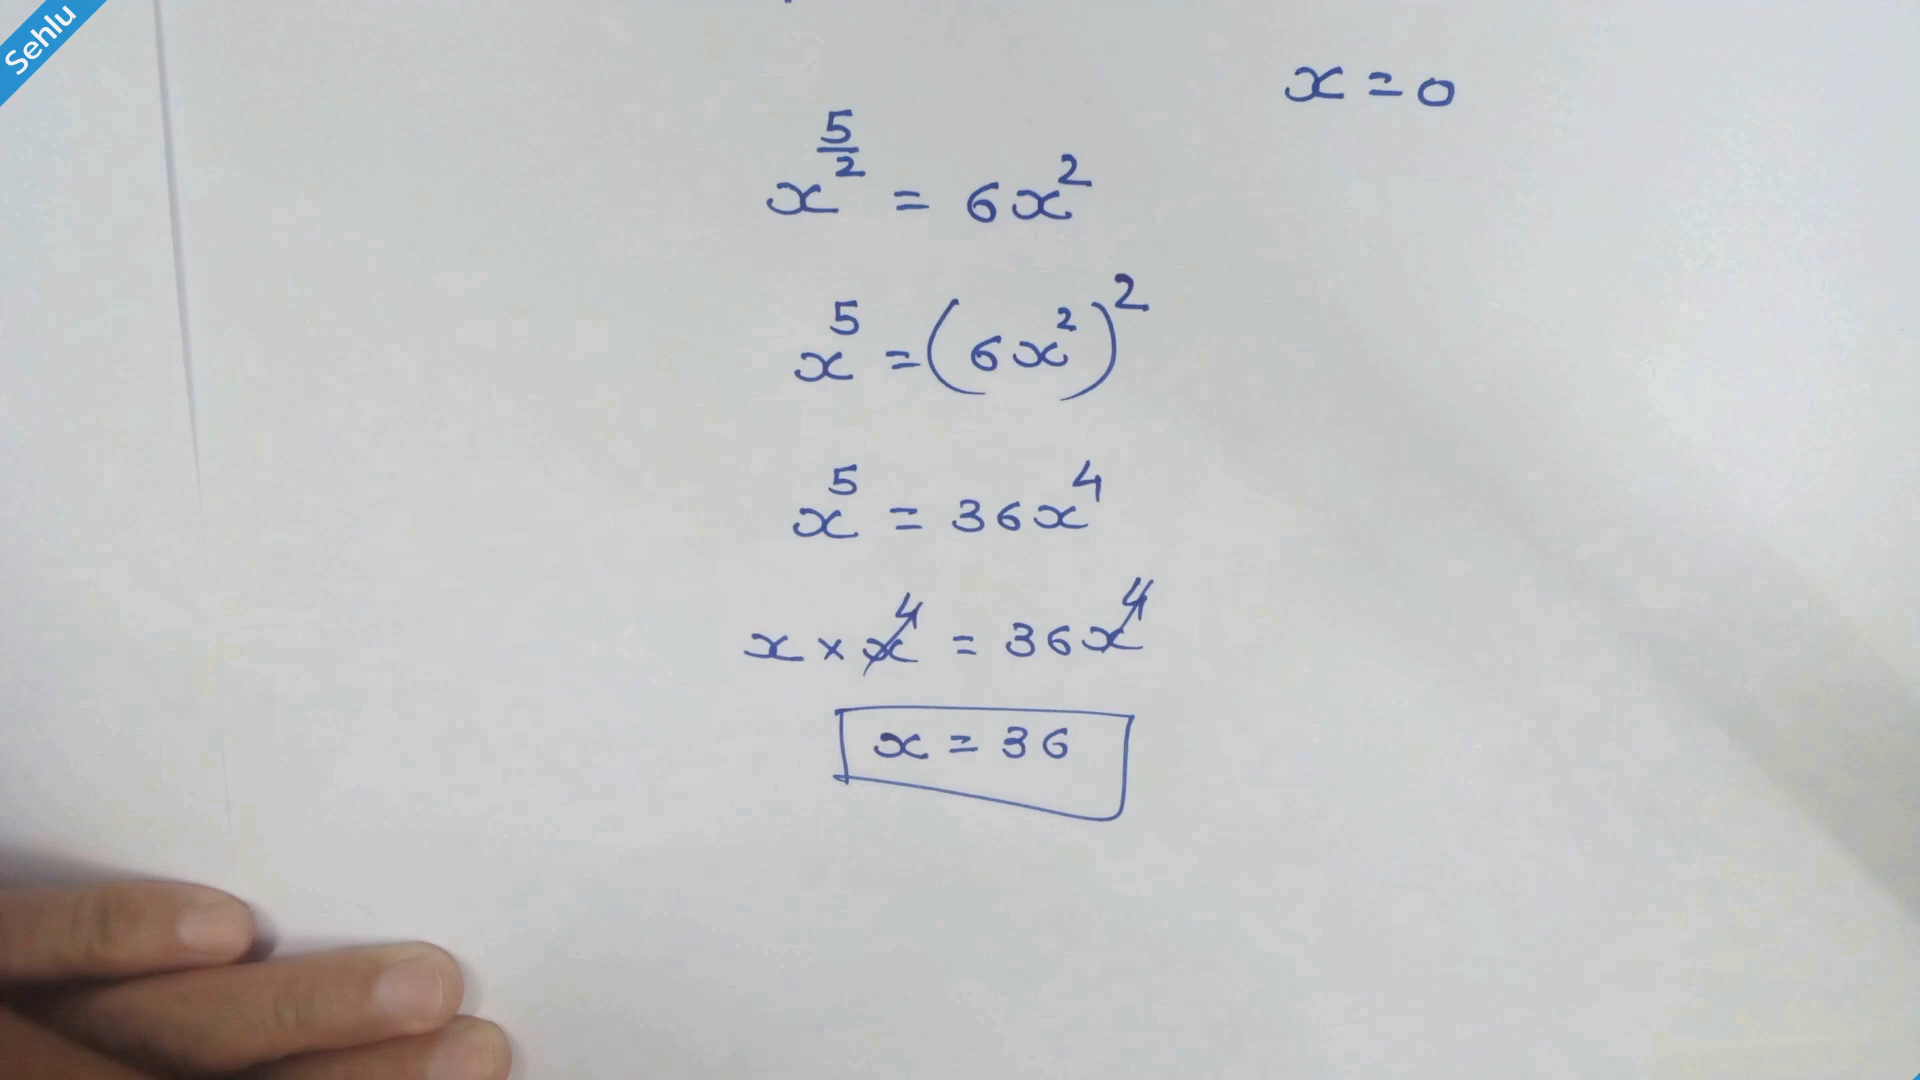 Sehlu
x = 0
x^{5/2} = 6x^2
x^5 = (6x^2)^2
x^5 = 36x^4
x × x^4 = 36x^4
x = 36